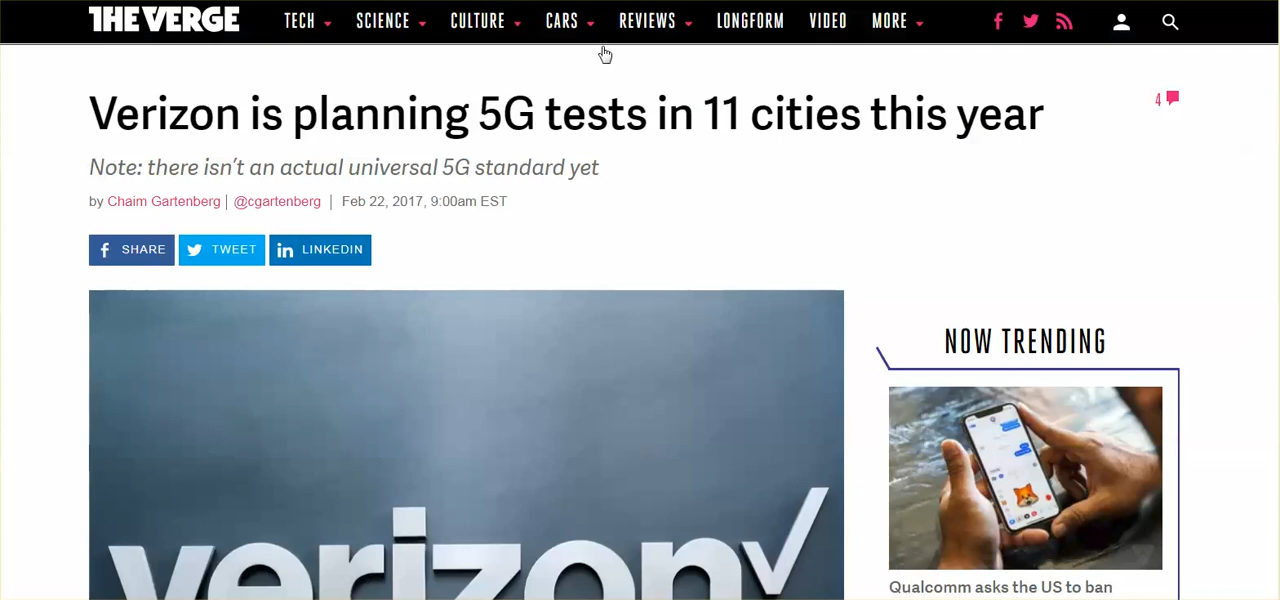 THE VERGE
TECH SCIENCE CULTURE CARS REVIEWS LONGFORM VIDEO MORE
Verizon is planning 5G tests in 11 cities this year
4
Note: there isn't an actual universal 5G standard yet
by Chaim Gartenberg | @cgartenberg | Feb 22, 2017, 9:00am EST
SHARE TWEET LINKEDIN
NOW TRENDING
verizon
Qualcomm asks the US to ban